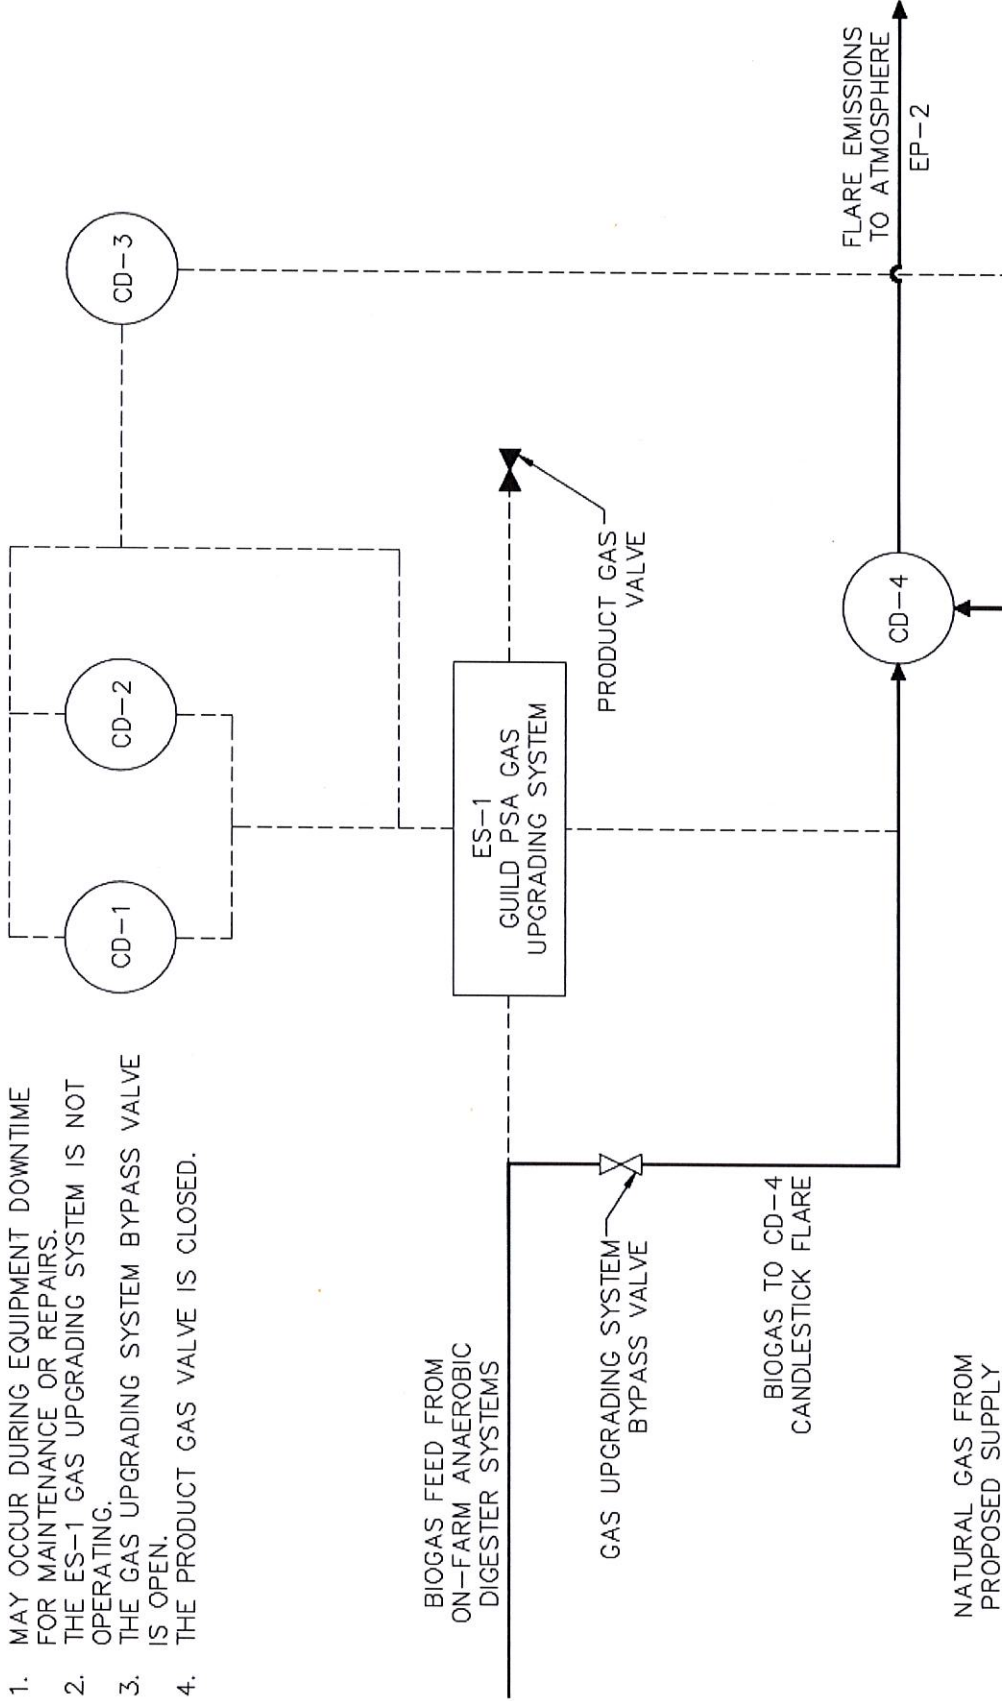 1. MAY OCCUR DURING EQUIPMENT DOWNTIME
FOR MAINTENANCE OR REPAIRS.
2. THE ES-1 GAS UPGRADING SYSTEM IS NOT
OPERATING.
3. THE GAS UPGRADING SYSTEM BYPASS VALVE
IS OPEN.
4. THE PRODUCT GAS VALVE IS CLOSED.
CD-1
CD-2
CD-3
BIOGAS FEED FROM
ON-FARM ANAEROBIC
DIGESTER SYSTEMS
ES-1
GUILD PSA GAS
UPGRADING SYSTEM
PRODUCT GAS
VALVE
GAS UPGRADING SYSTEM
BYPASS VALVE
BIOGAS TO CD-4
CANDLESTICK FLARE
CD-4
FLARE EMISSIONS
TO ATMOSPHERE
EP-2
NATURAL GAS FROM
PROPOSED SUPPLY